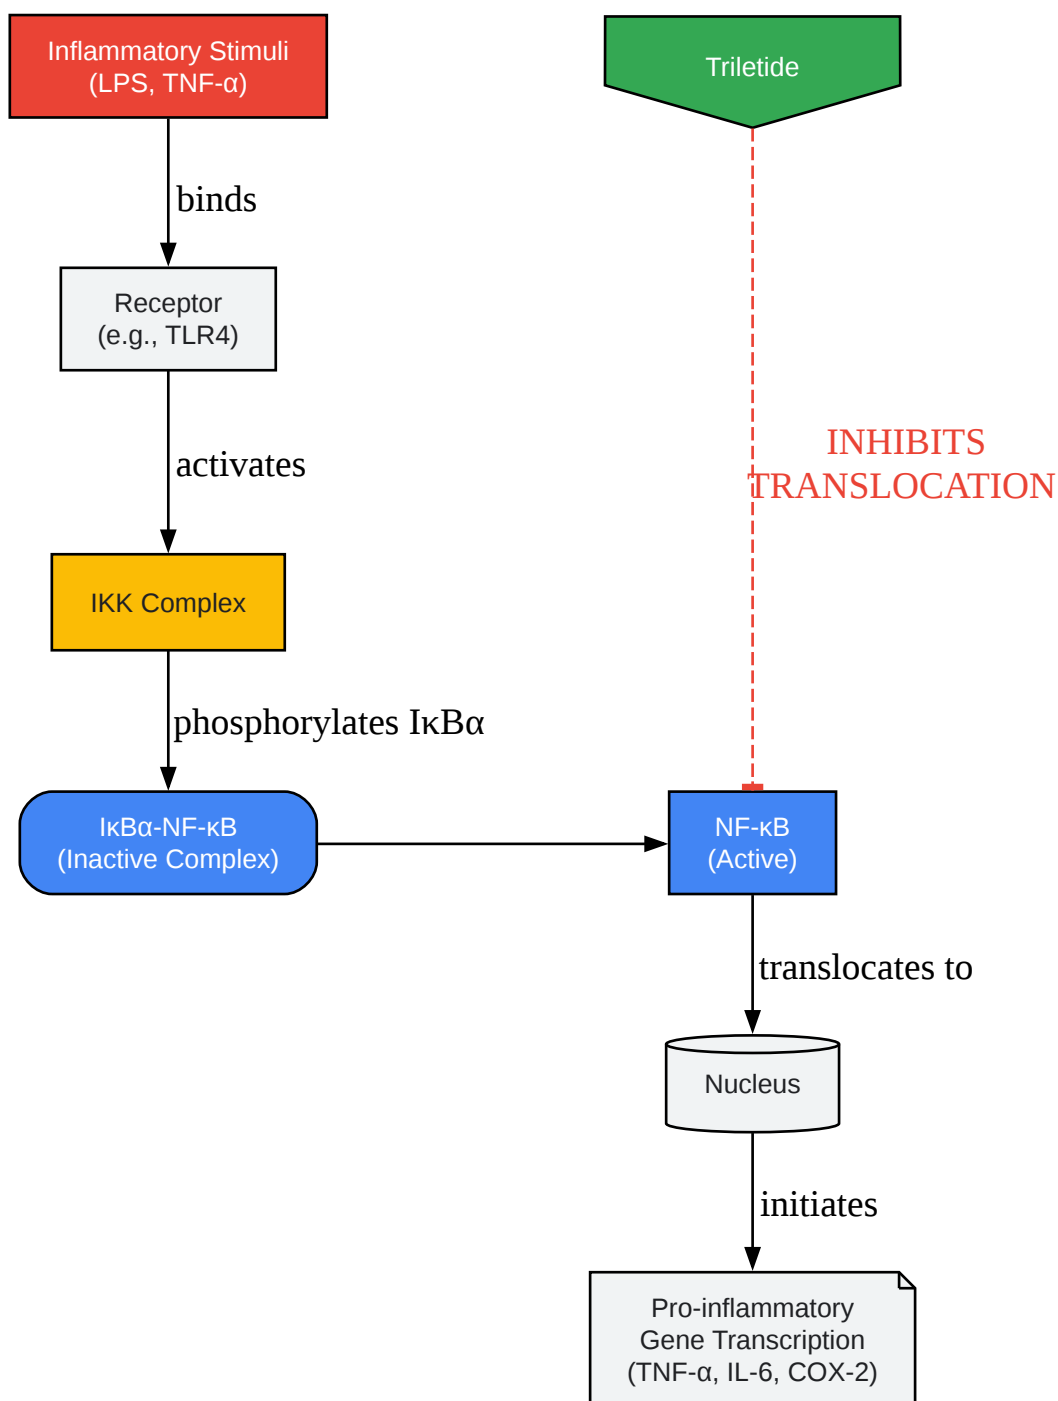 Inflammatory Stimuli
(LPS, TNF-α)
Triletide
binds
Receptor
(e.g., TLR4)
activates
INHIBITS
TRANSLOCATION
IKK Complex
phosphorylates IκBα
IκBα-NF-κB
(Inactive Complex)
NF-κB
(Active)
translocates to
Nucleus
initiates
Pro-inflammatory
Gene Transcription
(TNF-α, IL-6, COX-2)